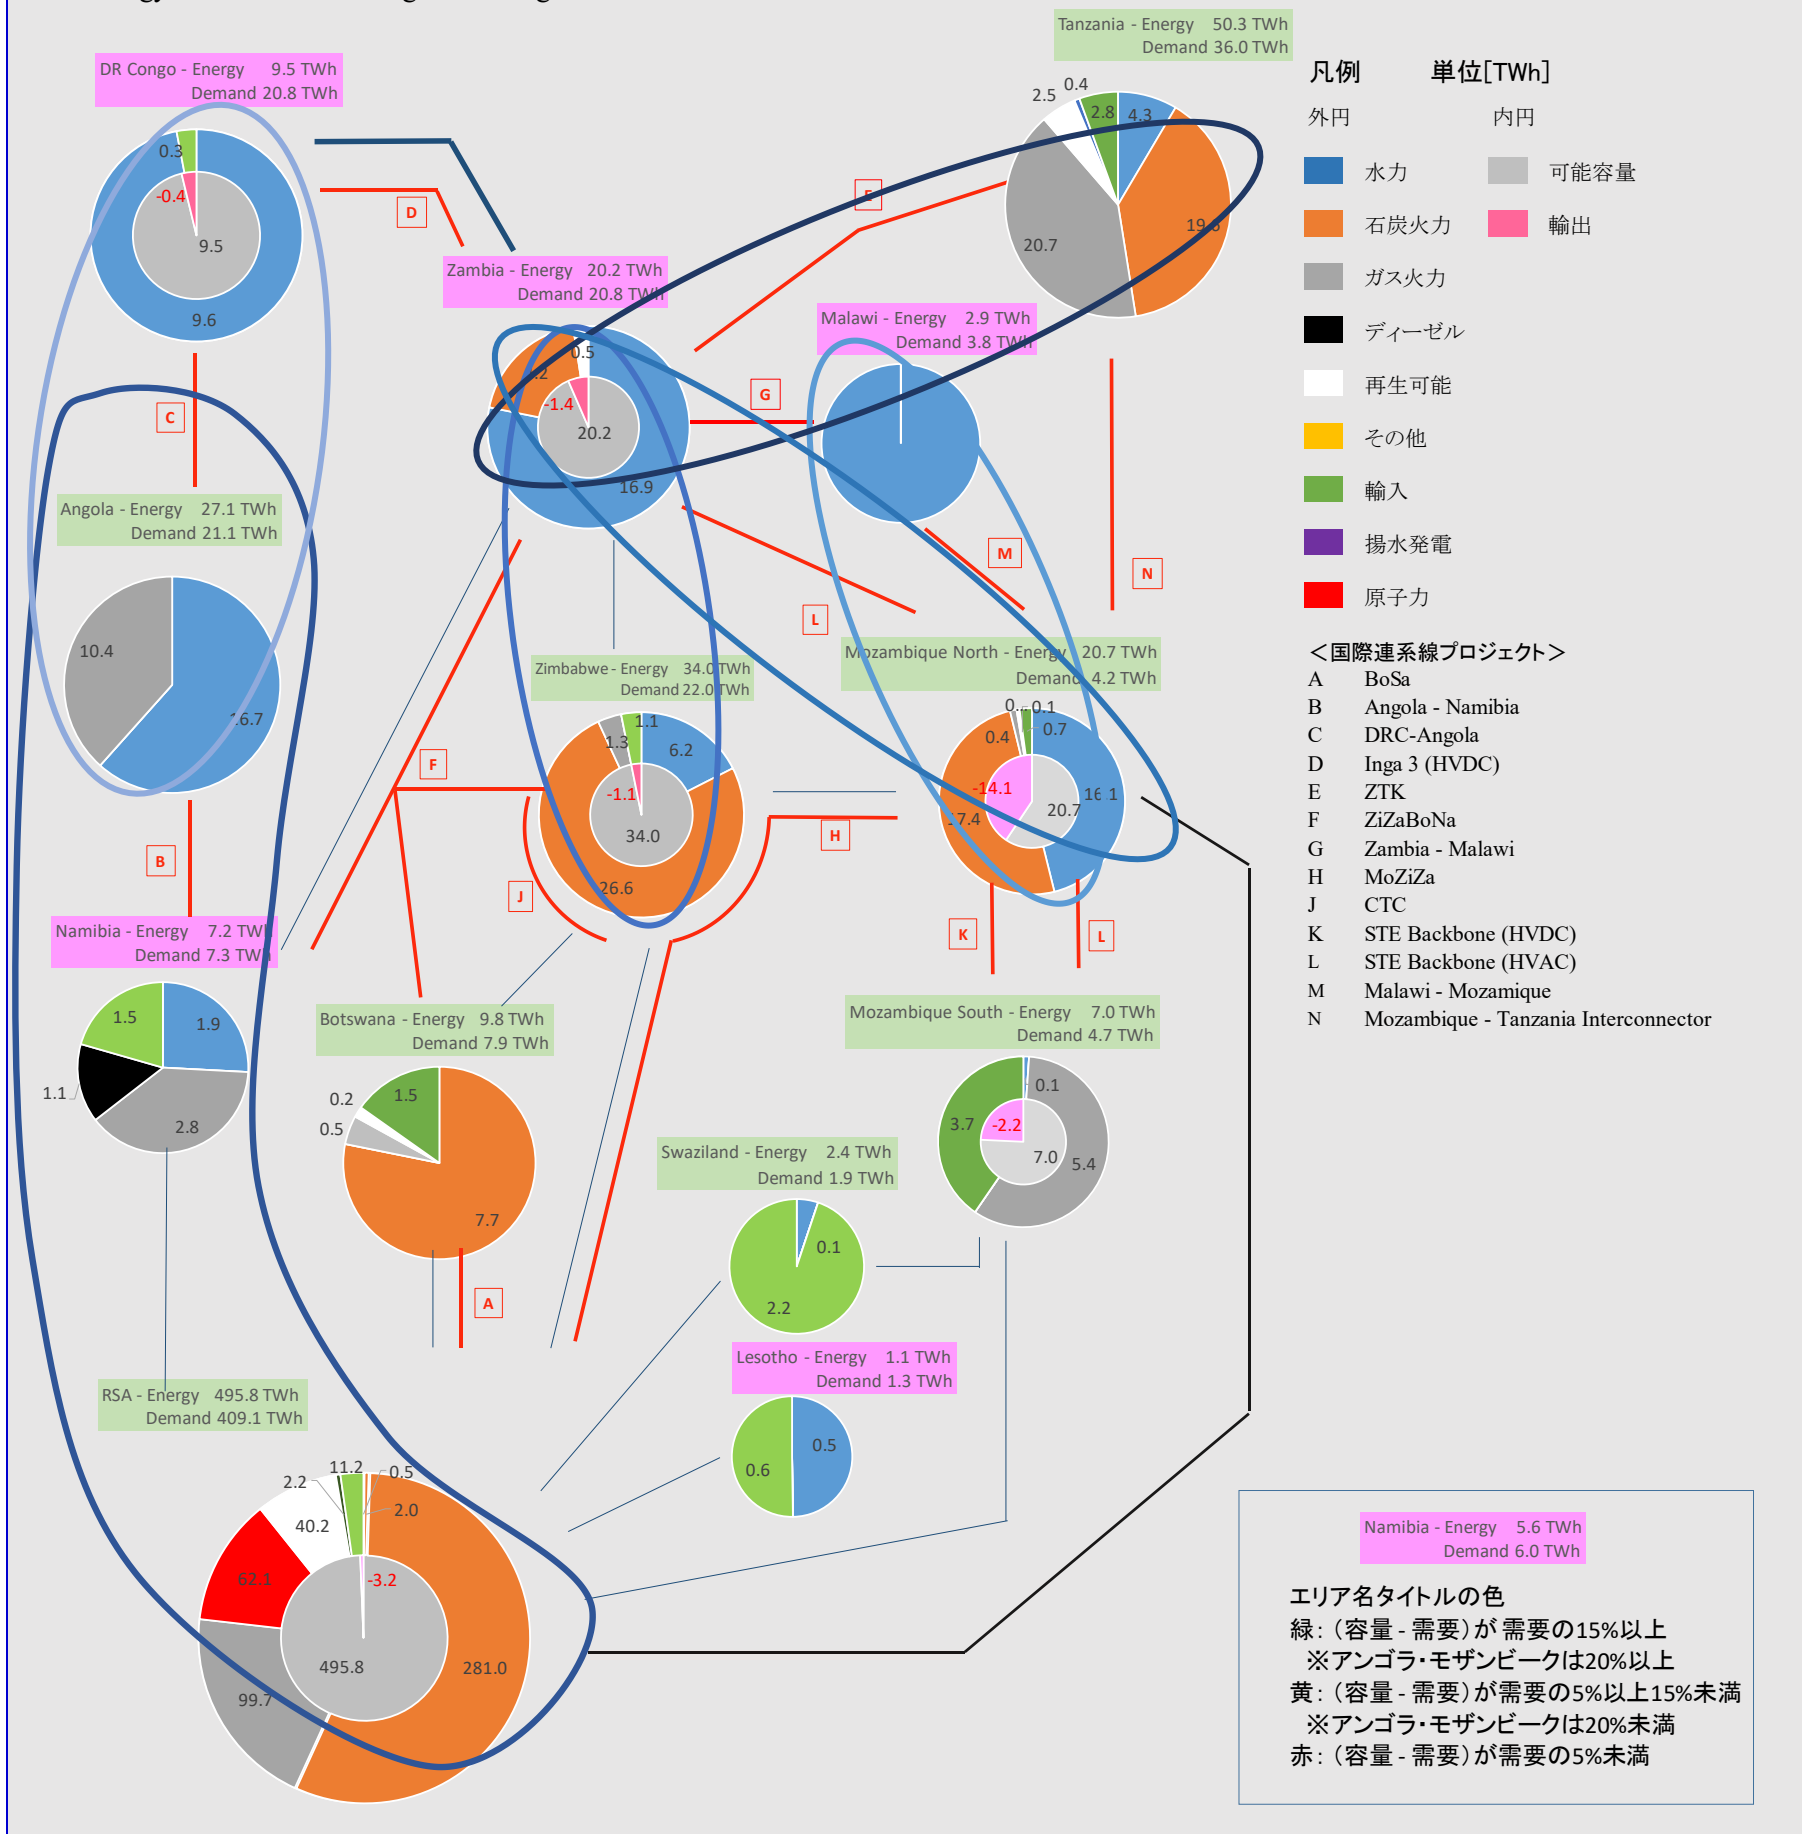 Tanzania - Energy 50.3 TWh
Demand 36.0 TWh
DR Congo - Energy 9.5 TWh
Demand 20.8 TWh
0.4
2.5
2.8
4.3
20.7
0.3
-0.4
9.5
9.6
D
Zambia - Energy 20.2 TWh
Demand 20.8 TWh
Malawi - Energy 2.9 TWh
Demand 3.8 TWh
0.5
-1.4
20.2
16.9
G
C
Angola - Energy 27.1 TWh
Demand 21.1 TWh
10.4
16.7
M
N
L
Zimbabwe - Energy 34.0 TWh
Demand 22.0 TWh
Mozambique North - Energy 20.7 TWh
Demand 4.2 TWh
1.1
1.3
6.2
-1.1
34.0
26.6
0.1
0.7
0.4
-14.1
20.7
16.1
17.4
F
H
J
B
K
L
Namibia - Energy 7.2 TWh
Demand 7.3 TWh
1.5
1.9
1.1
2.8
Botswana - Energy 9.8 TWh
Demand 7.9 TWh
0.2
1.5
0.5
7.7
A
Mozambique South - Energy 7.0 TWh
Demand 4.7 TWh
0.1
3.7
-2.2
7.0
5.4
Swaziland - Energy 2.4 TWh
Demand 1.9 TWh
0.1
2.2
Lesotho - Energy 1.1 TWh
Demand 1.3 TWh
0.5
0.6
RSA - Energy 495.8 TWh
Demand 409.1 TWh
11.2
0.5
2.2
2.0
40.2
62.1
-3.2
495.8
281.0
99.7
凡例 単位[TWh]
外円 内円
水力 可能容量
石炭火力 輸出
ガス火力
ディーゼル
再生可能
その他
輸入
揚水発電
原子力
＜国際連系線プロジェクト＞
A BoSa
B Angola - Namibia
C DRC-Angola
D Inga 3 (HVDC)
E ZTK
F ZiZaBoNa
G Zambia - Malawi
H MoZiZa
J CTC
K STE Backbone (HVDC)
L STE Backbone (HVAC)
M Malawi - Mozamique
N Mozambique - Tanzania Interconnector
Namibia - Energy 5.6 TWh
Demand 6.0 TWh
エリア名タイトルの色
緑：（容量 - 需要）が 需要の15%以上
※アンゴラ・モザンビークは20%以上
黄：（容量 - 需要）が需要の5%以上15%未満
※アンゴラ・モザンビークは20%未満
赤：（容量 - 需要）が需要の5%未満